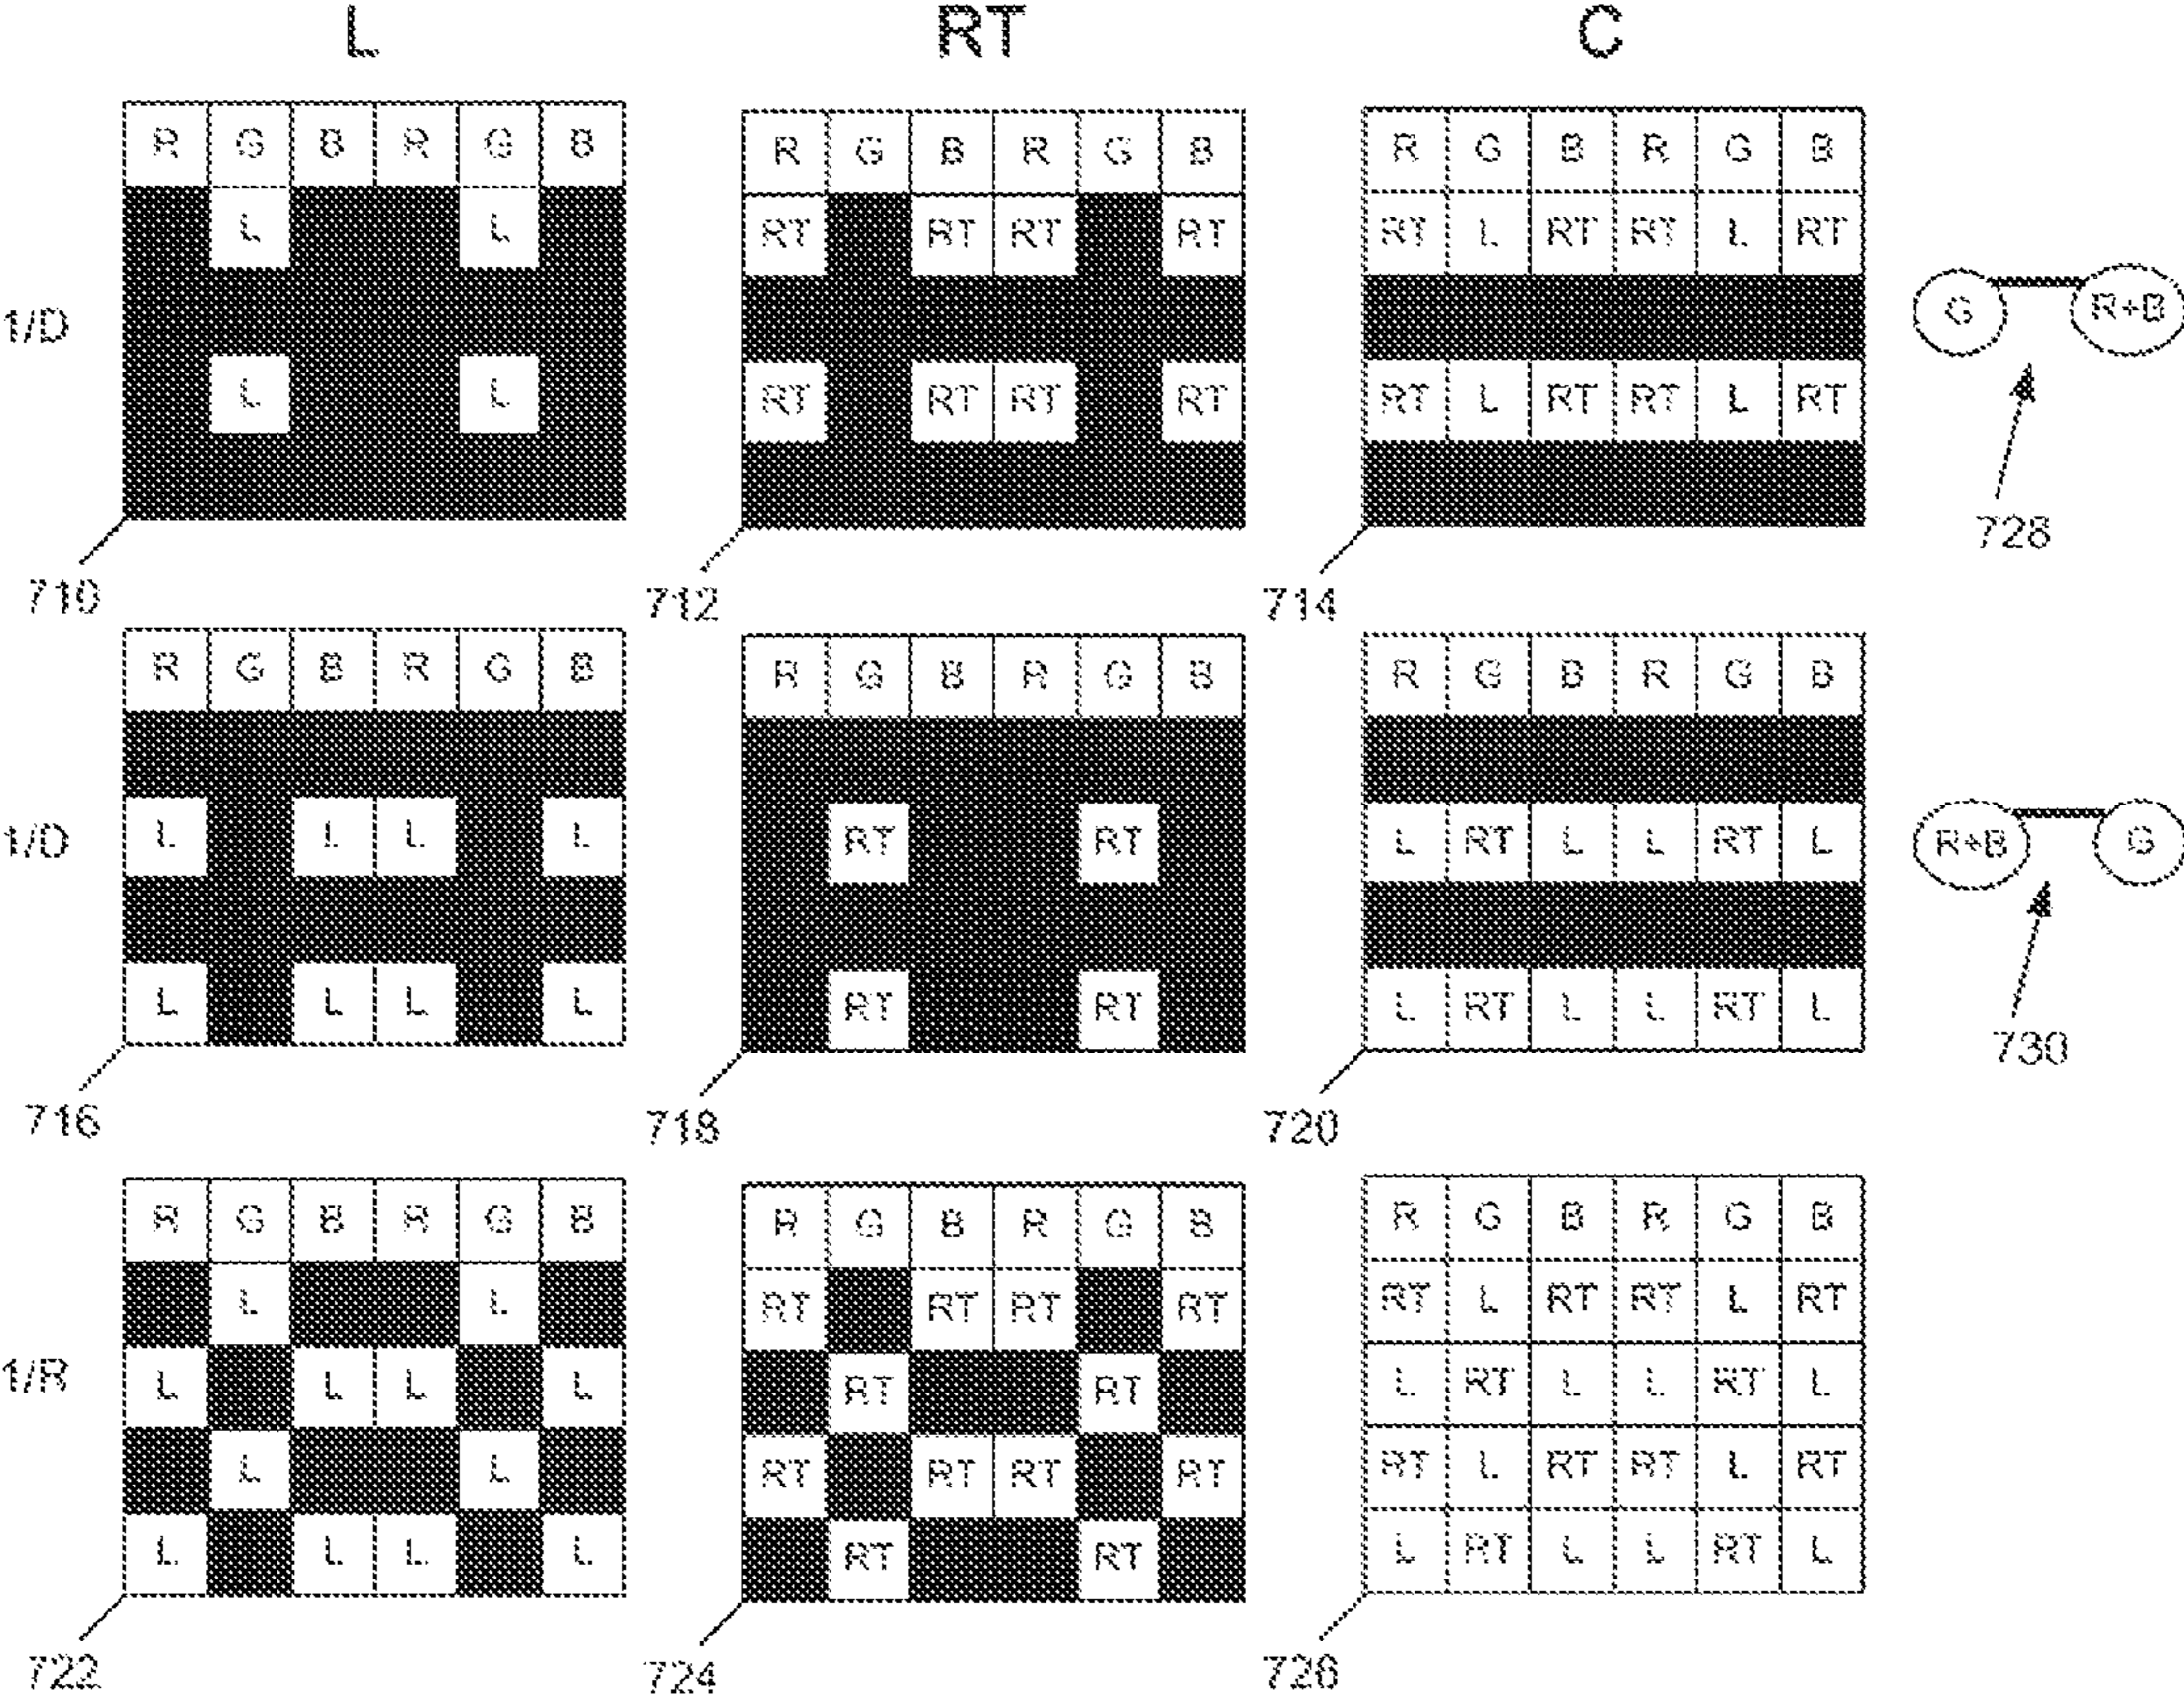 L RT C
R G B R G B
L L
L L
710
R G B R G B
RT RT RT RT
RT RT RT RT
712
R G B R G B
RT L RT RT L RT
RT L RT RT L RT
714
1/D
G R+B
728
R G B R G B
L L L L
L L L L
716
R G B R G B
RT RT
RT RT
718
R G B R G B
L RT L L RT L
L RT L L RT L
720
1/D
R+B G
730
R G B R G B
L L
L L L L
L L
L L L L
722
R G B R G B
RT RT RT RT
RT RT
RT RT RT RT
RT RT
724
R G B R G B
RT L RT RT L RT
L RT L L RT L
RT L RT RT L RT
L RT L L RT L
726
1/R